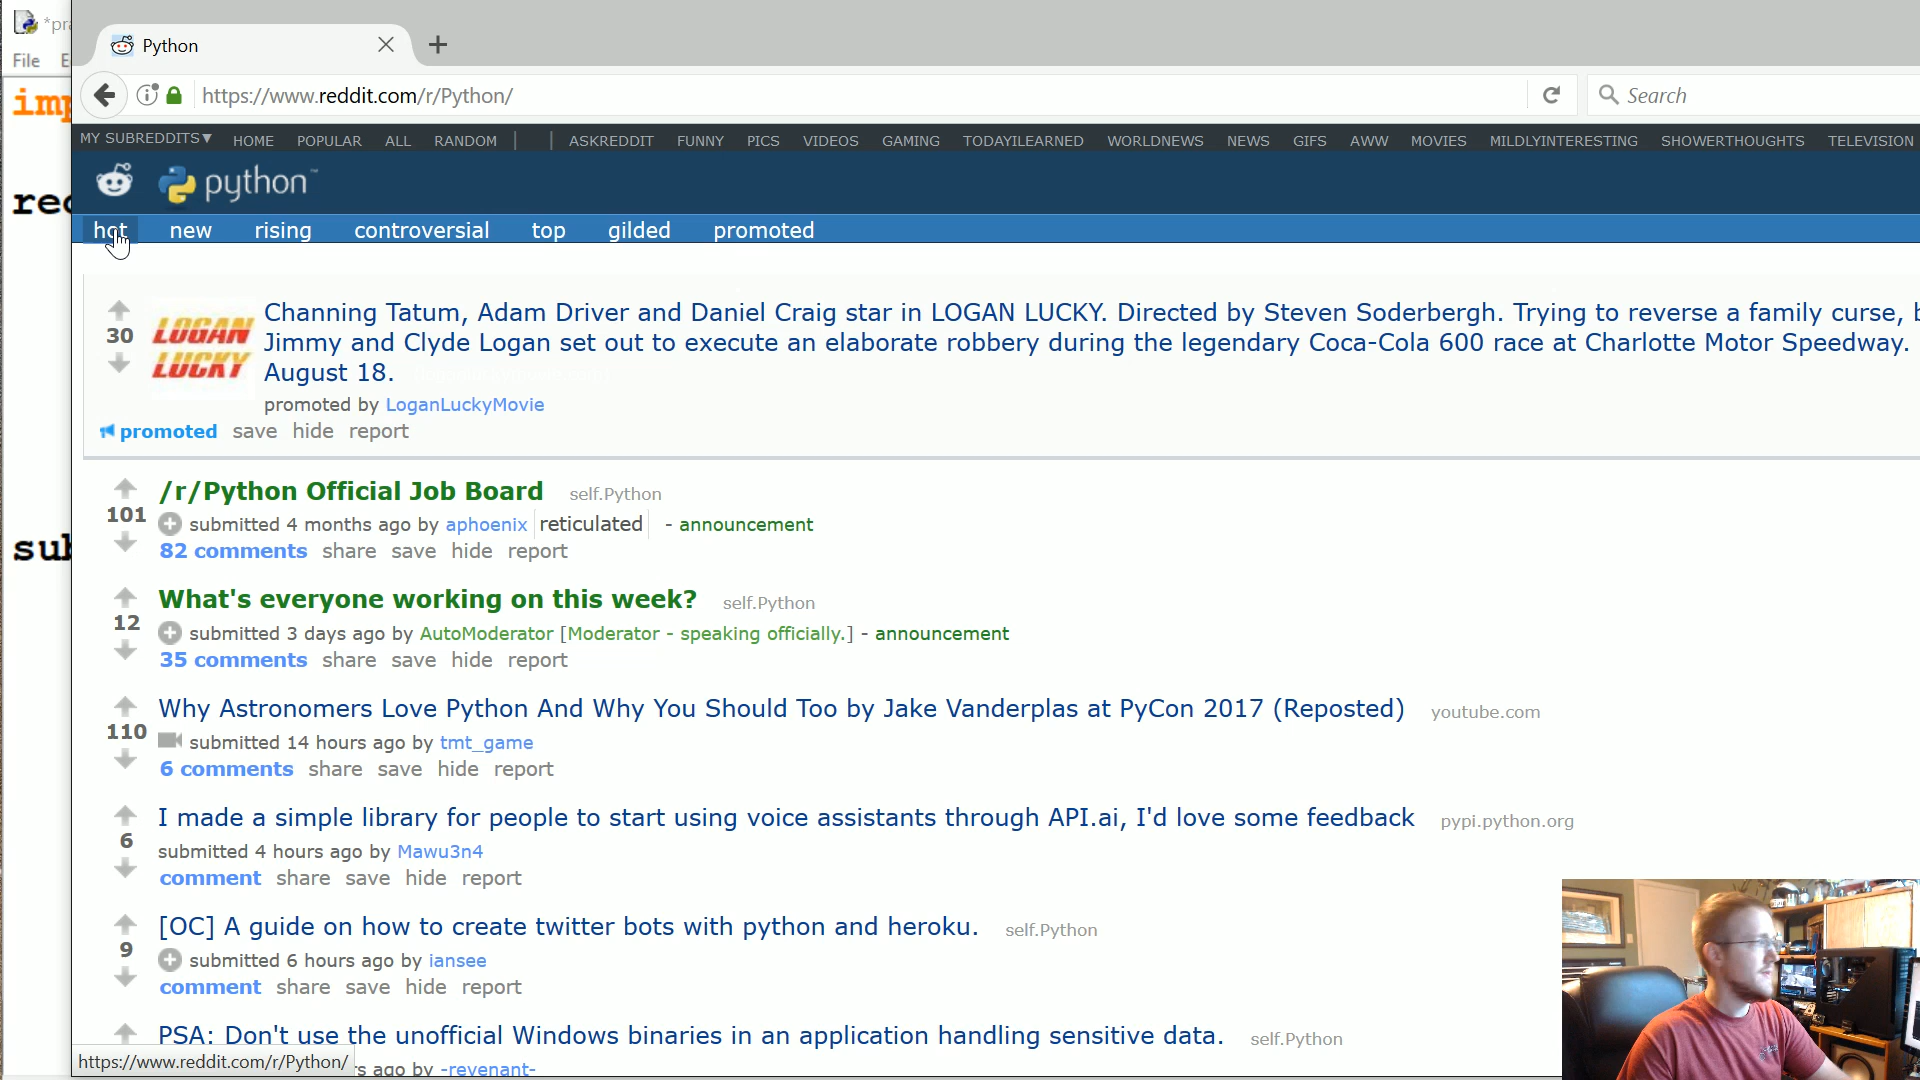 *pra
Python
File E
https://www.reddit.com/r/Python/
Search
imp
MY SUBREDDITS▼ HOME POPULAR ALL RANDOM | | ASKREDDIT FUNNY PICS VIDEOS GAMING TODAYILEARNED WORLDNEWS NEWS GIFS AWW MOVIES MILDLYINTERESTING SHOWERTHOUGHTS TELEVISION
python™
red
hot new rising controversial top gilded promoted
Channing Tatum, Adam Driver and Daniel Craig star in LOGAN LUCKY. Directed by Steven Soderbergh. Trying to reverse a family curse, b
30
LOGAN
LUCKY
Jimmy and Clyde Logan set out to execute an elaborate robbery during the legendary Coca-Cola 600 race at Charlotte Motor Speedway.
August 18.
promoted by LoganLuckyMovie
promoted save hide report
/r/Python Official Job Board self.Python
101
submitted 4 months ago by aphoenix reticulated - announcement
82 comments share save hide report
sub
What's everyone working on this week? self.Python
12
submitted 3 days ago by AutoModerator [Moderator - speaking officially.] - announcement
35 comments share save hide report
Why Astronomers Love Python And Why You Should Too by Jake Vanderplas at PyCon 2017 (Reposted) youtube.com
110
submitted 14 hours ago by tmt_game
6 comments share save hide report
I made a simple library for people to start using voice assistants through API.ai, I'd love some feedback pypi.python.org
6
submitted 4 hours ago by Mawu3n4
comment share save hide report
[OC] A guide on how to create twitter bots with python and heroku. self.Python
9
submitted 6 hours ago by iansee
comment share save hide report
PSA: Don't use the unofficial Windows binaries in an application handling sensitive data. self.Python
https://www.reddit.com/r/Python/
s ago by -revenant-